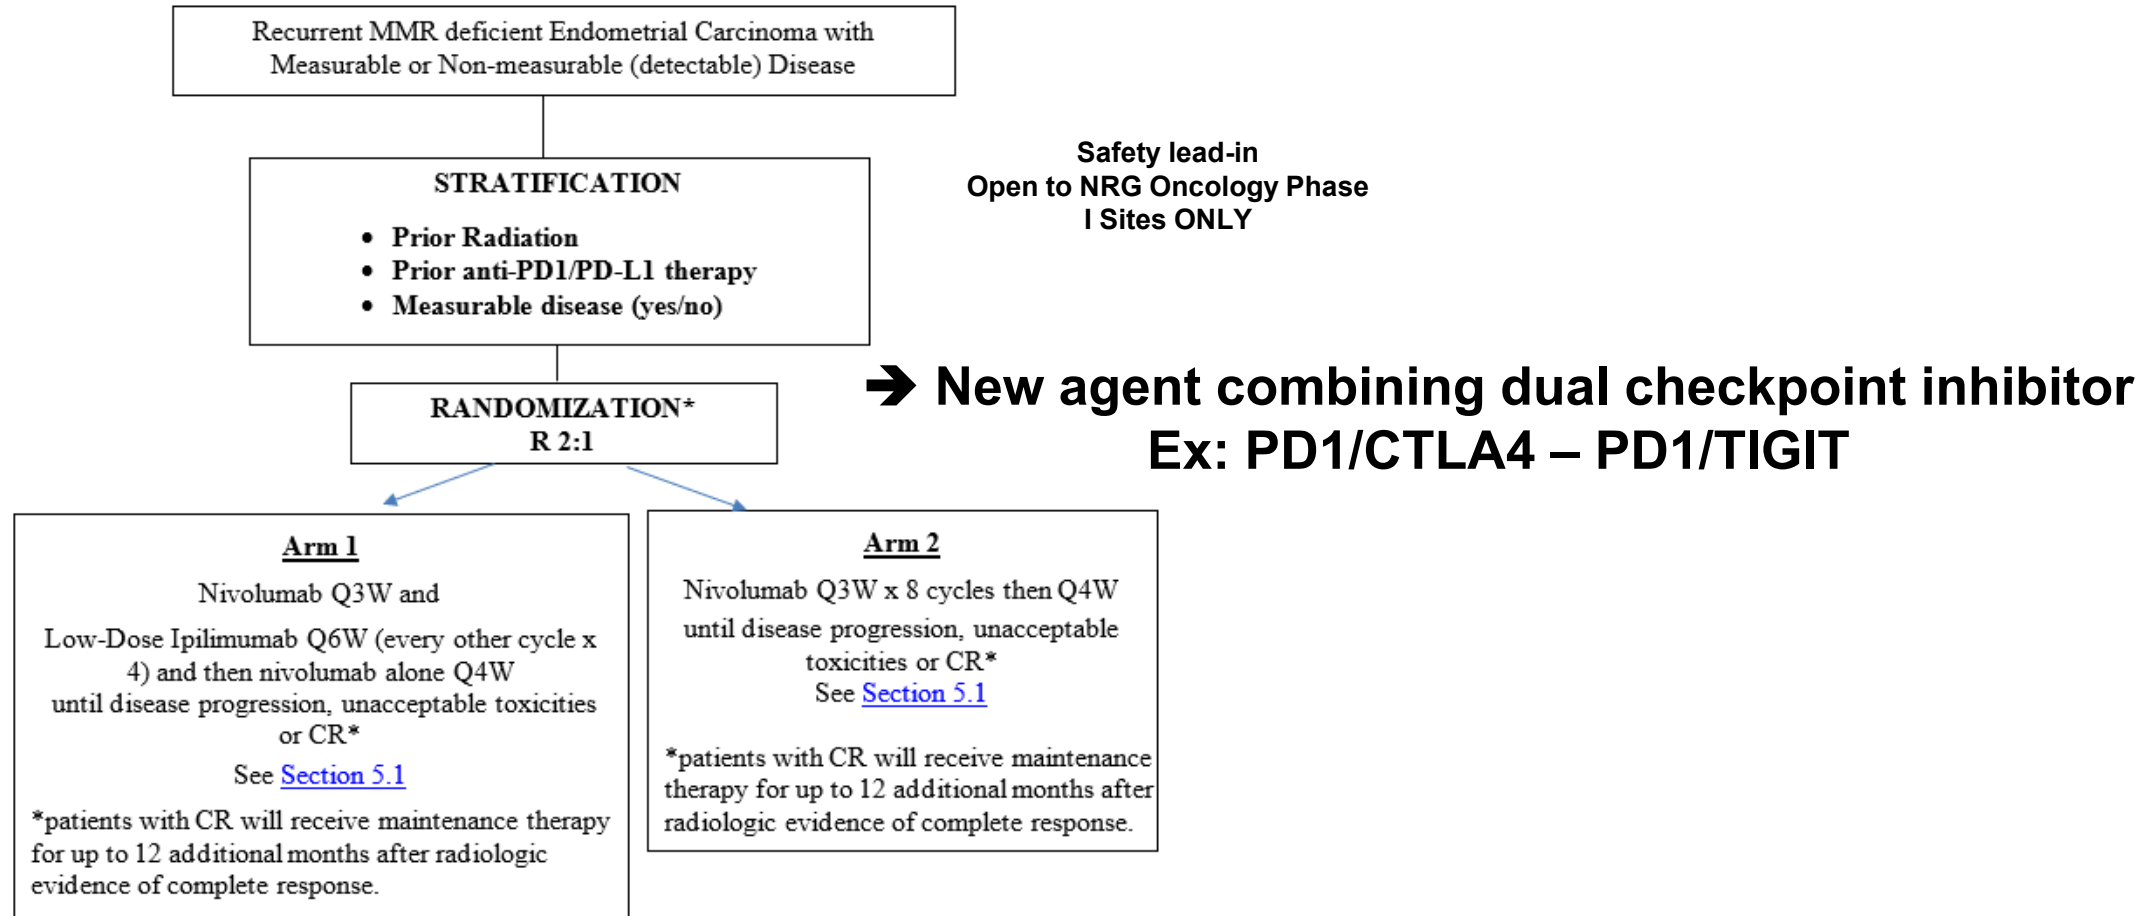 Recurrent MMR deficient Endometrial Carcinoma with
Measurable or Non-measurable (detectable) Disease
STRATIFICATION
• Prior Radiation
• Prior anti-PD1/PD-L1 therapy
• Measurable disease (yes/no)
Safety lead-in
Open to NRG Oncology Phase
I Sites ONLY
RANDOMIZATION*
R 2:1
➔ New agent combining dual checkpoint inhibitor
Ex: PD1/CTLA4 – PD1/TIGIT
Arm 1
Nivolumab Q3W and
Low-Dose Ipilimumab Q6W (every other cycle x
4) and then nivolumab alone Q4W
until disease progression, unacceptable toxicities
or CR*
See Section 5.1
*patients with CR will receive maintenance therapy
for up to 12 additional months after radiologic
evidence of complete response.
Arm 2
Nivolumab Q3W x 8 cycles then Q4W
until disease progression, unacceptable
toxicities or CR*
See Section 5.1
*patients with CR will receive maintenance
therapy for up to 12 additional months after
radiologic evidence of complete response.